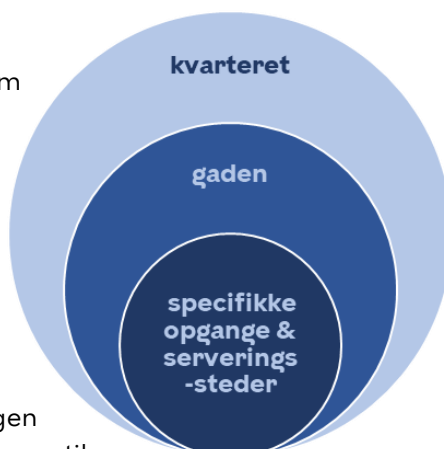 kvarteret
gaden
specifikke
opgange &
serverings
-steder